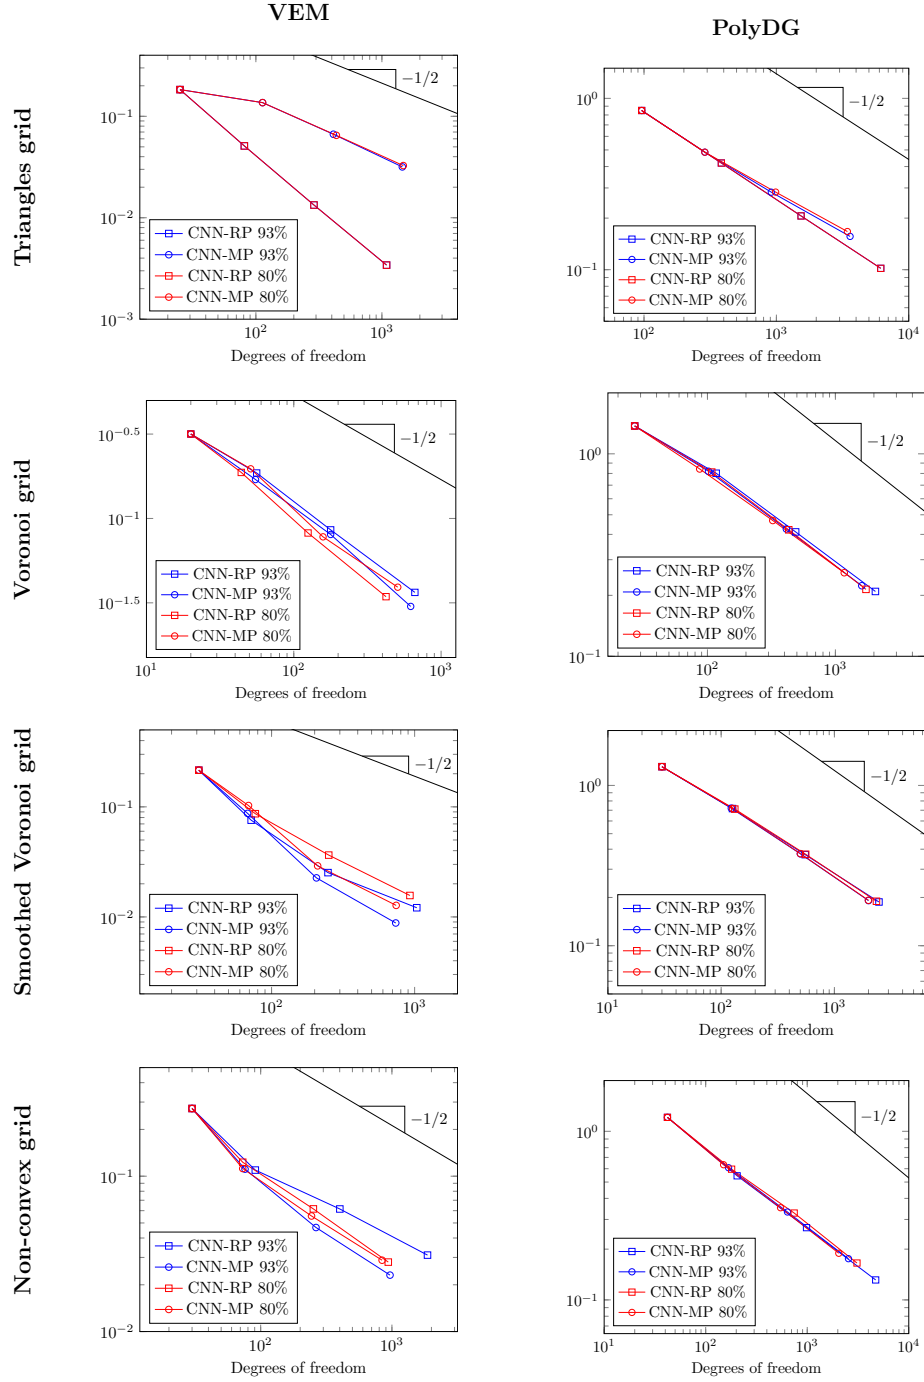 VEM
PolyDG
Triangles grid
10^−1
10^−2
10^−3
10^2
10^3
Degrees of freedom
−1/2
CNN-RP 93%
CNN-MP 93%
CNN-RP 80%
CNN-MP 80%
10^0
10^−1
10^2
10^3
10^4
Degrees of freedom
−1/2
CNN-RP 93%
CNN-MP 93%
CNN-RP 80%
CNN-MP 80%
Voronoi grid
10^−0.5
10^−1
10^−1.5
10^1
10^2
10^3
Degrees of freedom
−1/2
CNN-RP 93%
CNN-MP 93%
CNN-RP 80%
CNN-MP 80%
10^0
10^−1
10^2
10^3
Degrees of freedom
−1/2
CNN-RP 93%
CNN-MP 93%
CNN-RP 80%
CNN-MP 80%
Smoothed Voronoi grid
10^−1
10^−2
10^2
10^3
Degrees of freedom
−1/2
CNN-RP 93%
CNN-MP 93%
CNN-RP 80%
CNN-MP 80%
10^0
10^−1
10^1
10^2
10^3
Degrees of freedom
−1/2
CNN-RP 93%
CNN-MP 93%
CNN-RP 80%
CNN-MP 80%
Non-convex grid
10^−1
10^−2
10^2
10^3
Degrees of freedom
−1/2
CNN-RP 93%
CNN-MP 93%
CNN-RP 80%
CNN-MP 80%
10^0
10^−1
10^1
10^2
10^3
10^4
Degrees of freedom
−1/2
CNN-RP 93%
CNN-MP 93%
CNN-RP 80%
CNN-MP 80%